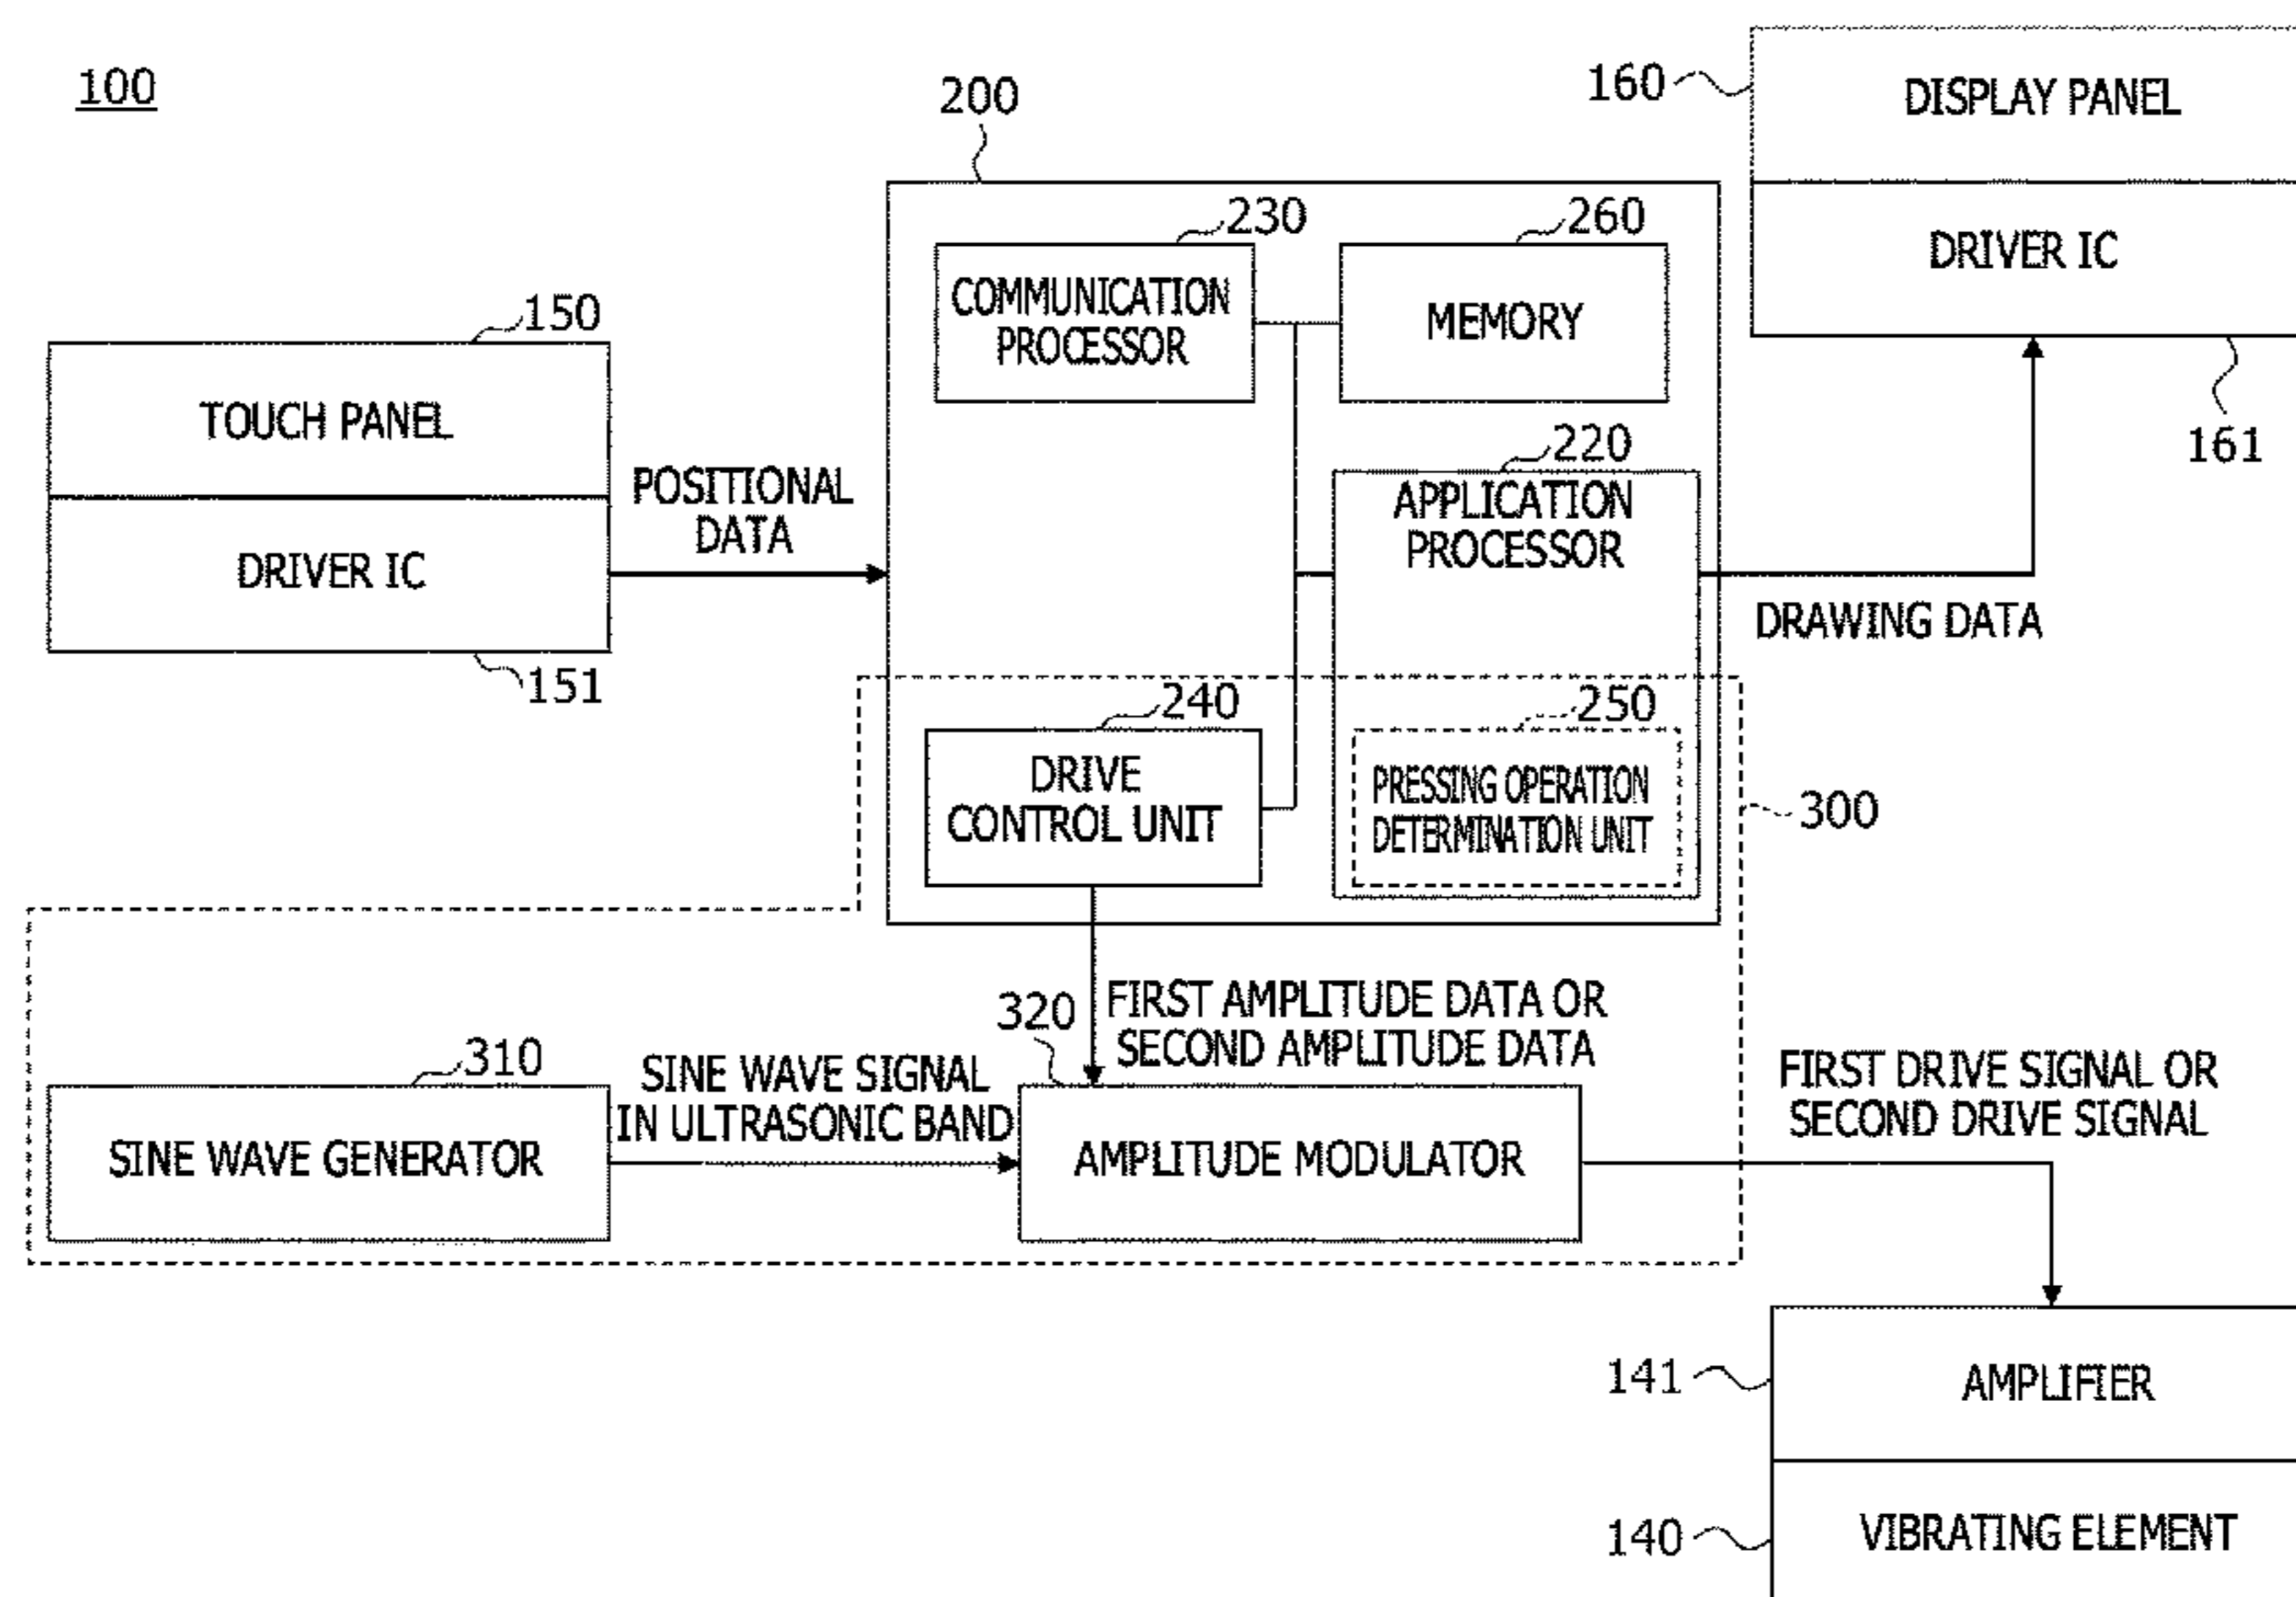 100
200
160
DISPLAY PANEL
DRIVER IC
161
230
COMMUNICATION
PROCESSOR
260
MEMORY
150
TOUCH PANEL
DRIVER IC
151
POSITIONAL
DATA
220
APPLICATION
PROCESSOR
DRAWING DATA
240
DRIVE
CONTROL UNIT
250
PRESSING OPERATION
DETERMINATION UNIT
300
320
FIRST AMPLITUDE DATA OR
SECOND AMPLITUDE DATA
310
SINE WAVE GENERATOR
SINE WAVE SIGNAL
IN ULTRASONIC BAND
AMPLITUDE MODULATOR
FIRST DRIVE SIGNAL OR
SECOND DRIVE SIGNAL
141
AMPLIFIER
140
VIBRATING ELEMENT